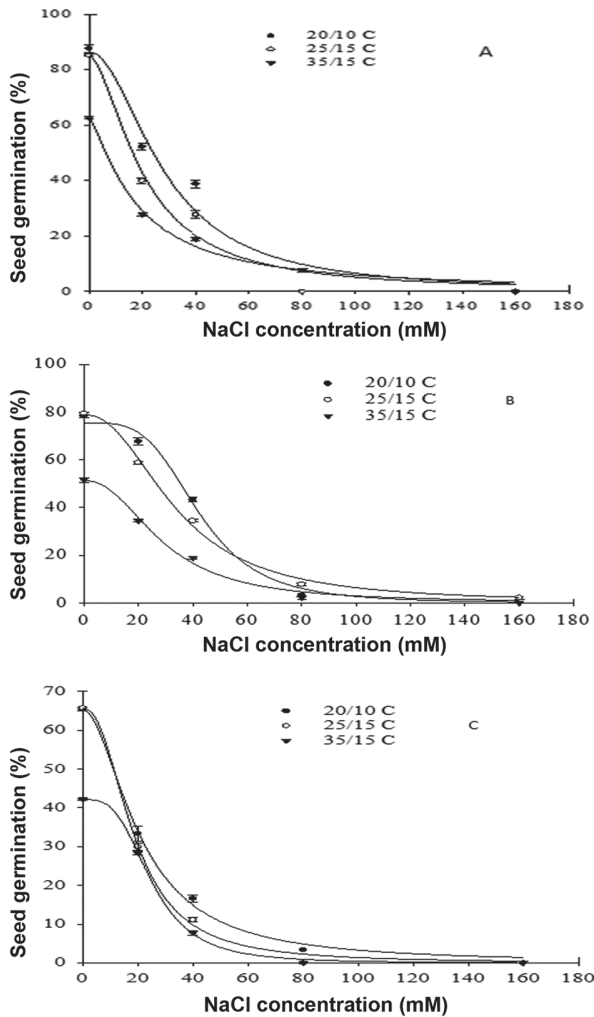 100
80
60
40
20
0
Seed germination (%)
20/10 C
25/15 C
35/15 C
A
0 20 40 60 80 100 120 140 160 180
NaCl concentration (mM)
100
80
60
40
20
0
Seed germination (%)
20/10 C
25/15 C
35/15 C
B
0 20 40 60 80 100 120 140 160 180
NaCl concentration (mM)
70
60
50
40
30
20
10
0
Seed germination (%)
20/10 C
25/15 C
35/15 C
C
0 20 40 60 80 100 120 140 160 180
NaCl concentration (mM)